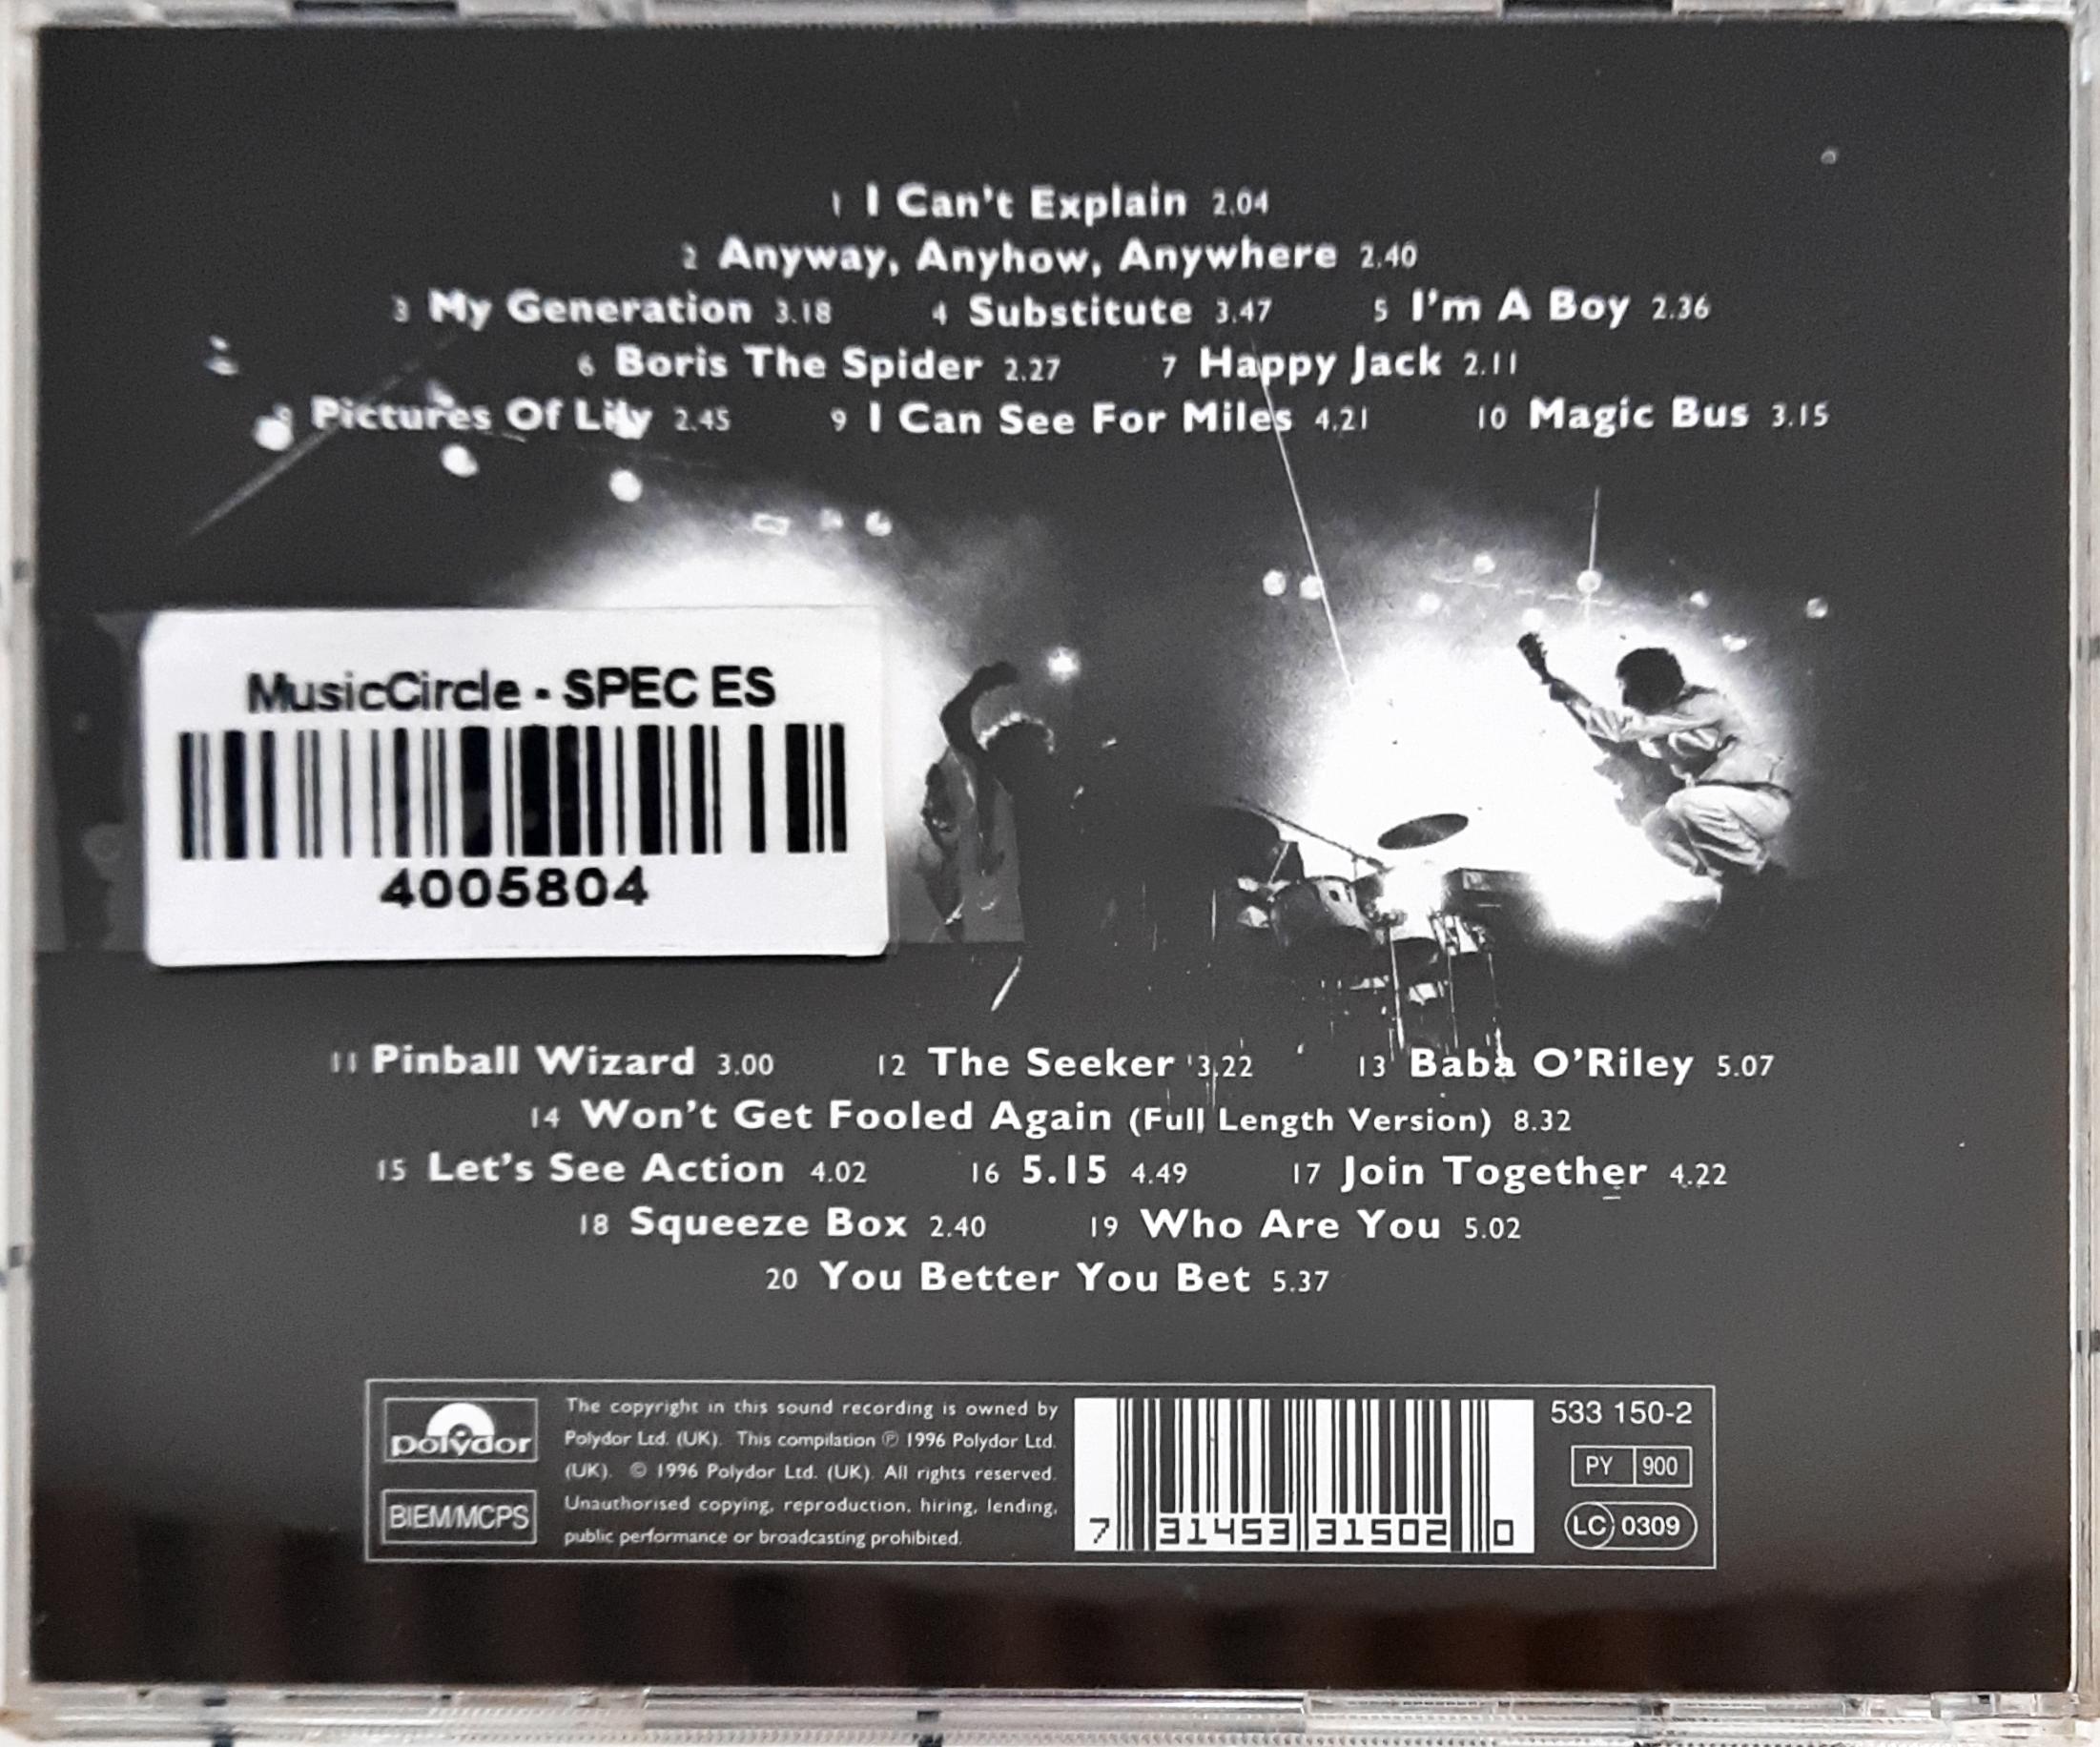 1 I Can't Explain 2.04
2 Anyway, Anyhow, Anywhere 2.40
3 My Generation 3.18 4 Substitute 3.47 5 I'm A Boy 2.36
6 Boris The Spider 2.27 7 Happy Jack 2.11
Pictures Of Lily 2.45 9 I Can See For Miles 4.21 10 Magic Bus 3.15
MusicCircle - SPEC ES
4005804
11 Pinball Wizard 3.00 12 The Seeker 3.22 13 Baba O'Riley 5.07
14 Won't Get Fooled Again (Full Length Version) 8.32
15 Let's See Action 4.02 16 5.15 4.49 17 Join Together 4.22
18 Squeeze Box 2.40 19 Who Are You 5.02
20 You Better You Bet 5.37
polydor
BIEM/MCPS
The copyright in this sound recording is owned by
Polydor Ltd. (UK). This compilation ℗ 1996 Polydor Ltd.
(UK). © 1996 Polydor Ltd. (UK). All rights reserved.
Unauthorised copying, reproduction, hiring, lending,
public performance or broadcasting prohibited.
7 31453 31502 0
533 150-2
PY 900
LC 0309